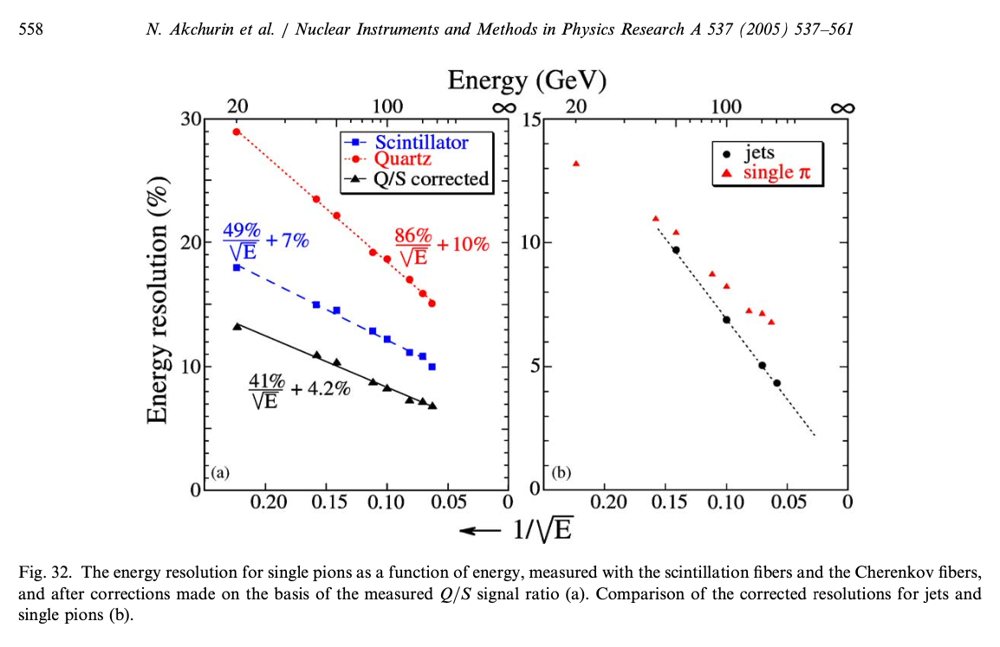 558
N. Akchurin et al. / Nuclear Instruments and Methods in Physics Research A 537 (2005) 537–561
Energy (GeV)
20 100 ∞ 20 100 ∞
Energy resolution (%)
30
20
10
0
Scintillator
Quartz
Q/S corrected
49%/√E + 7%
86%/√E + 10%
41%/√E + 4.2%
(a)
0.20 0.15 0.10 0.05 0
15
10
5
0
jets
single π
(b)
0.20 0.15 0.10 0.05 0
← 1/√E
Fig. 32. The energy resolution for single pions as a function of energy, measured with the scintillation fibers and the Cherenkov fibers,
and after corrections made on the basis of the measured Q/S signal ratio (a). Comparison of the corrected resolutions for jets and
single pions (b).